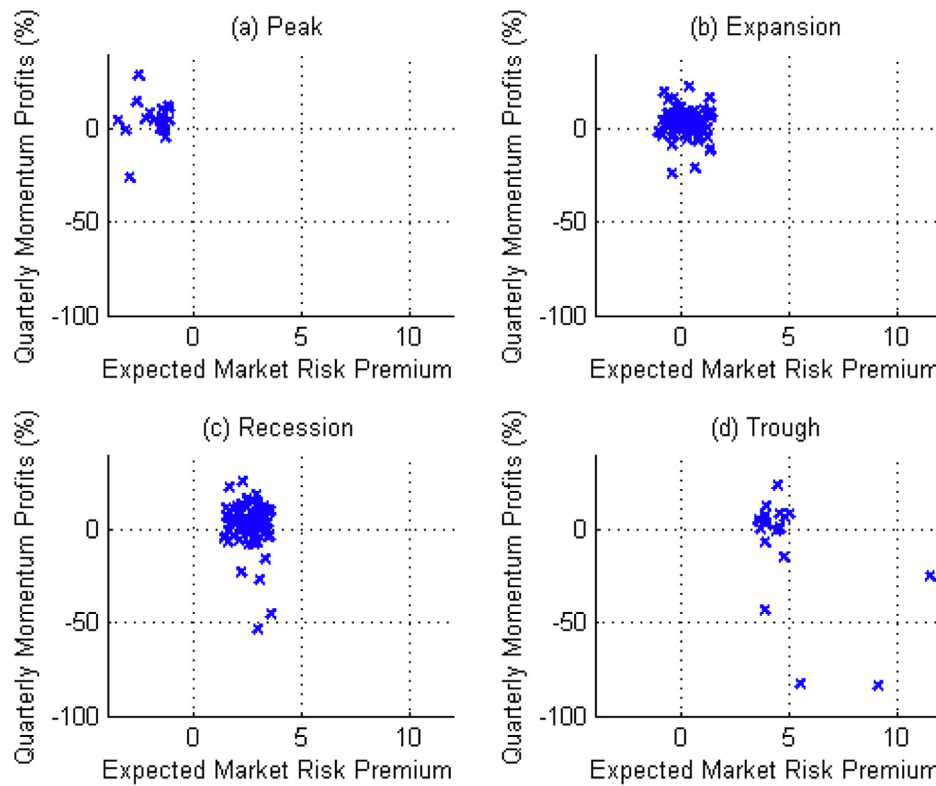 (a) Peak
Quarterly Momentum Profits (%)
0
-50
-100
0 5 10
Expected Market Risk Premium
(b) Expansion
Quarterly Momentum Profits (%)
0
-50
-100
0 5 10
Expected Market Risk Premium
(c) Recession
Quarterly Momentum Profits (%)
0
-50
-100
0 5 10
Expected Market Risk Premium
(d) Trough
Quarterly Momentum Profits (%)
0
-50
-100
0 5 10
Expected Market Risk Premium